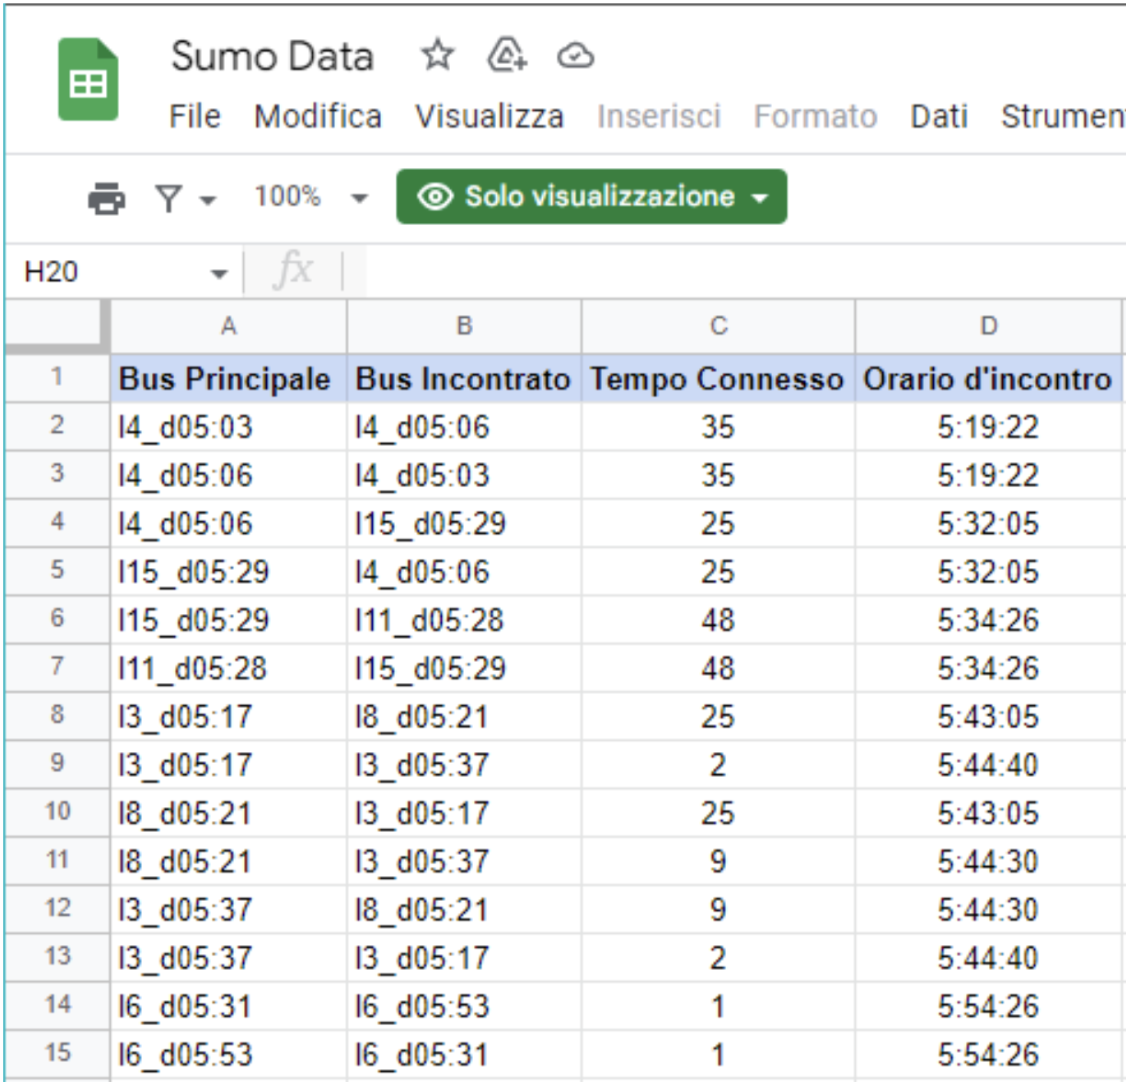 Sumo Data
File Modifica Visualizza Inserisci Formato Dati Strumen
100% Solo visualizzazione
H20 fx
A B C D
1 Bus Principale Bus Incontrato Tempo Connesso Orario d'incontro
2 l4_d05:03 l4_d05:06 35 5:19:22
3 l4_d05:06 l4_d05:03 35 5:19:22
4 l4_d05:06 l15_d05:29 25 5:32:05
5 l15_d05:29 l4_d05:06 25 5:32:05
6 l15_d05:29 l11_d05:28 48 5:34:26
7 l11_d05:28 l15_d05:29 48 5:34:26
8 l3_d05:17 l8_d05:21 25 5:43:05
9 l3_d05:17 l3_d05:37 2 5:44:40
10 l8_d05:21 l3_d05:17 25 5:43:05
11 l8_d05:21 l3_d05:37 9 5:44:30
12 l3_d05:37 l8_d05:21 9 5:44:30
13 l3_d05:37 l3_d05:17 2 5:44:40
14 l6_d05:31 l6_d05:53 1 5:54:26
15 l6_d05:53 l6_d05:31 1 5:54:26